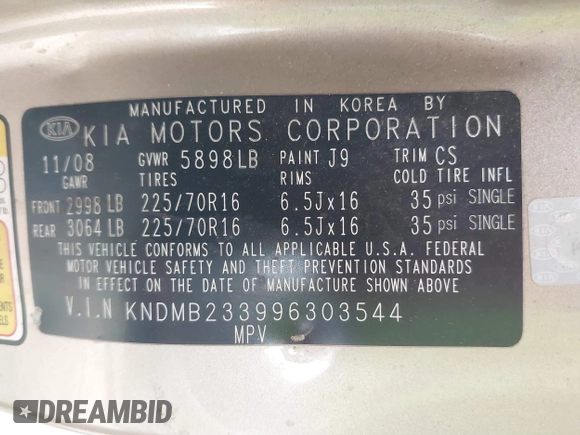 MANUFACTURED IN KOREA BY
KIA KIA MOTORS CORPORATION
11/08 GVWR 5898LB PAINT J9 TRIM CS
GAWR TIRES RIMS COLD TIRE INFL
FRONT 2998 LB 225/70R16 6.5Jx16 35 psi SINGLE
REAR 3064 LB 225/70R16 6.5Jx16 35 psi SINGLE
THIS VEHICLE CONFORMS TO ALL APPLICABLE U.S.A. FEDERAL
MOTOR VEHICLE SAFETY AND THEFT PREVENTION STANDARDS
IN EFFECT ON THE DATE OF MANUFACTURE SHOWN ABOVE
V.I.N KNDMB233996303544
MPV
DREAMBID